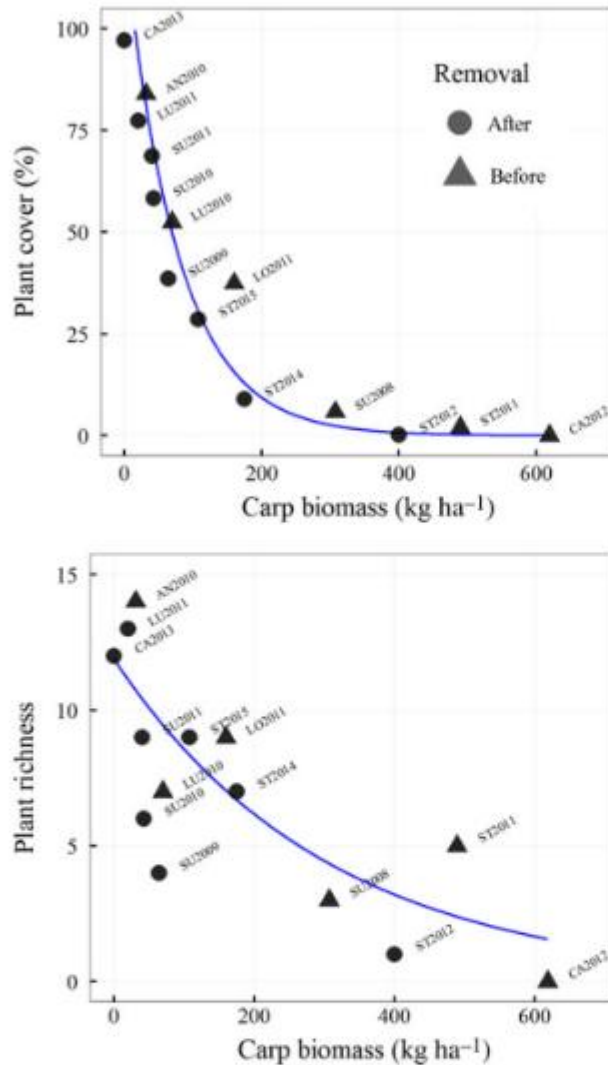 100
75
50
25
0
Plant cover (%)
CA2013
AN2010
LU2011
SU2011
SU2010
LU2010
SU2009
LO2011
ST2015
ST2014
SU2008
ST2012
ST2011
CA2012
Removal
After
Before
0 200 400 600
Carp biomass (kg ha⁻¹)
15
10
5
0
Plant richness
AN2010
LU2011
CA2013
SU2011
ST2015
LO2011
LU2010
SU2010
ST2014
SU2009
SU2008
ST2011
ST2012
CA2012
0 200 400 600
Carp biomass (kg ha⁻¹)